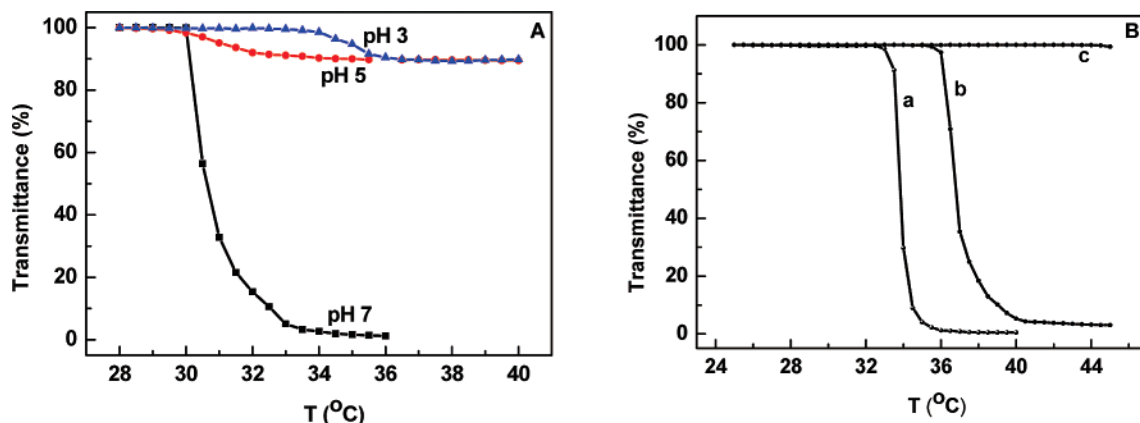 A
100
80
60
40
20
0
Transmittance (%)
pH 3
pH 5
pH 7
28 30 32 34 36 38 40
T (°C)
B
100
80
60
40
20
0
Transmittance (%)
a
b
c
24 28 32 36 40 44
T (°C)